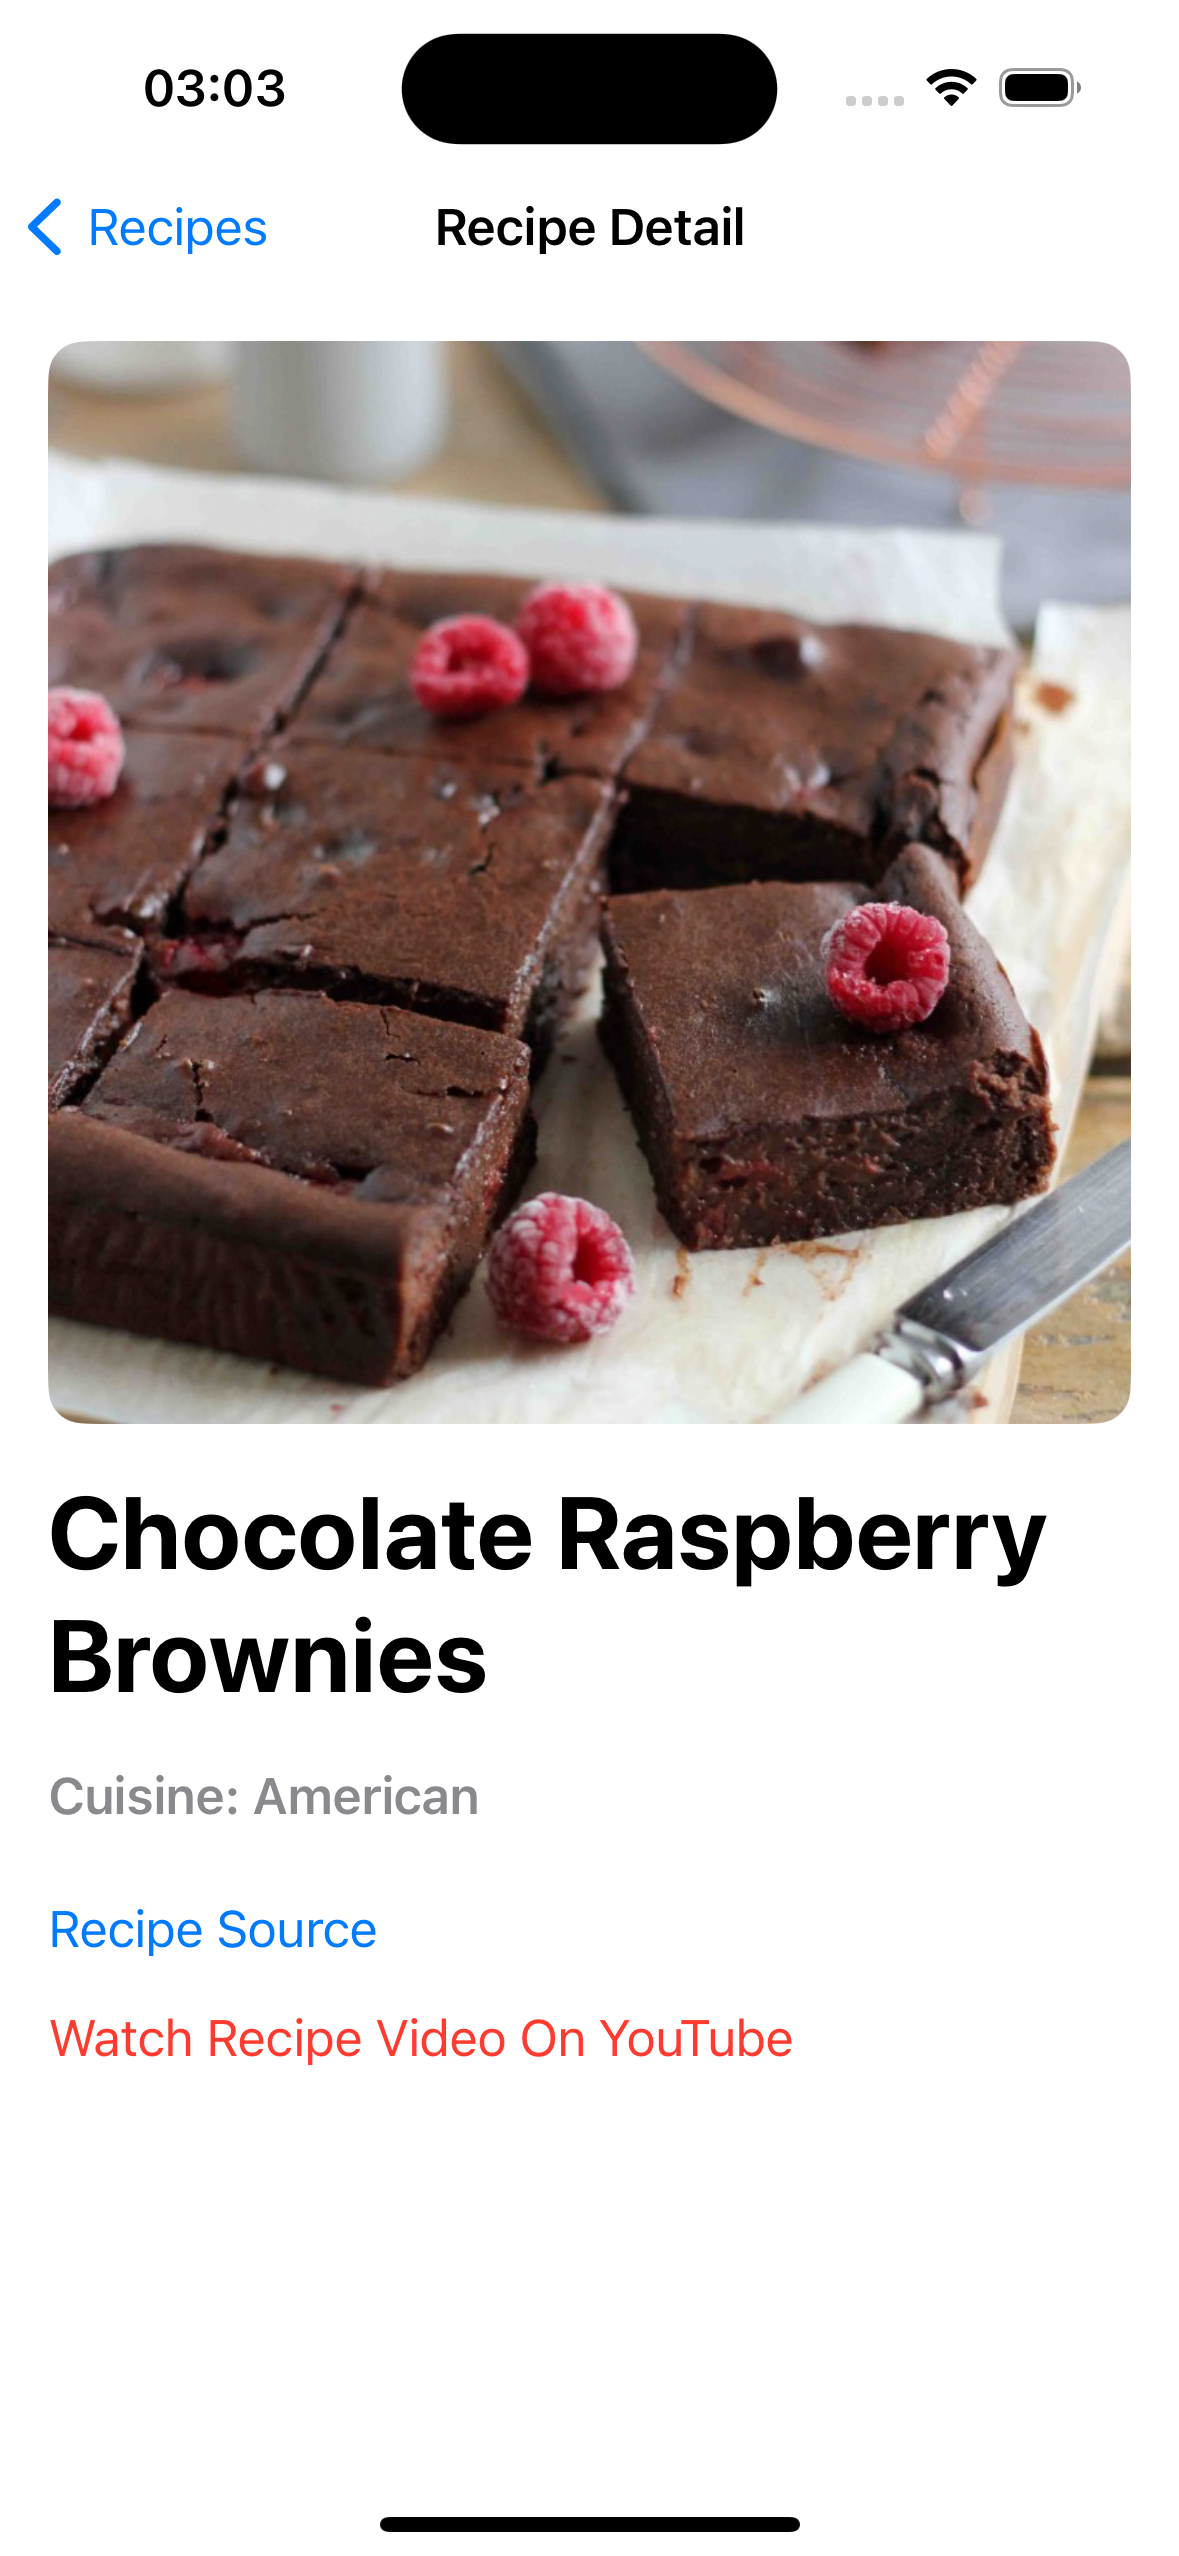 03:03
Recipes
Recipe Detail
Chocolate Raspberry
Brownies
Cuisine: American
Recipe Source
Watch Recipe Video On YouTube